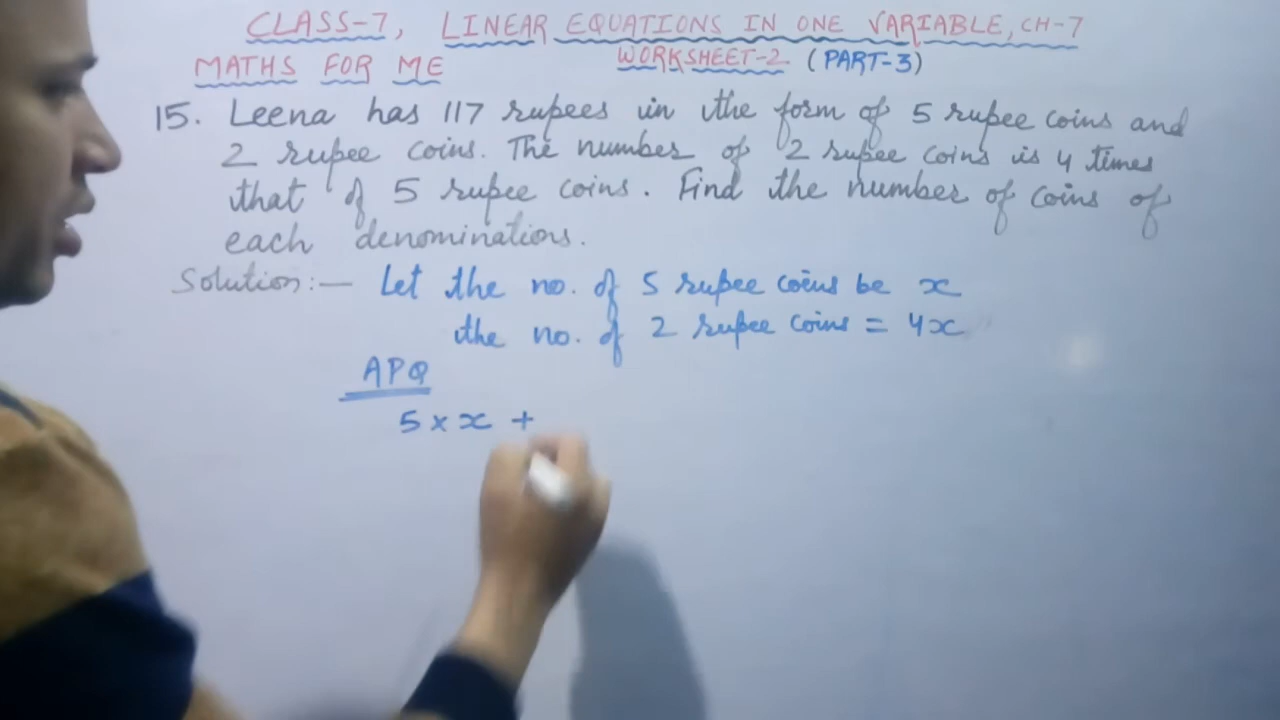 CLASS-7, LINEAR EQUATIONS IN ONE VARIABLE, CH-7
MATHS FOR ME WORKSHEET-2 (PART-3)
15. Leena has 117 rupees in the form of 5 rupee coins and
2 rupee coins. The number of 2 rupee coins is 4 times
that of 5 rupee coins. Find the number of coins of
each denominations.
Solution:— Let the no. of 5 rupee coins be x
the no. of 2 rupee coins = 4x
APQ
5 × x +